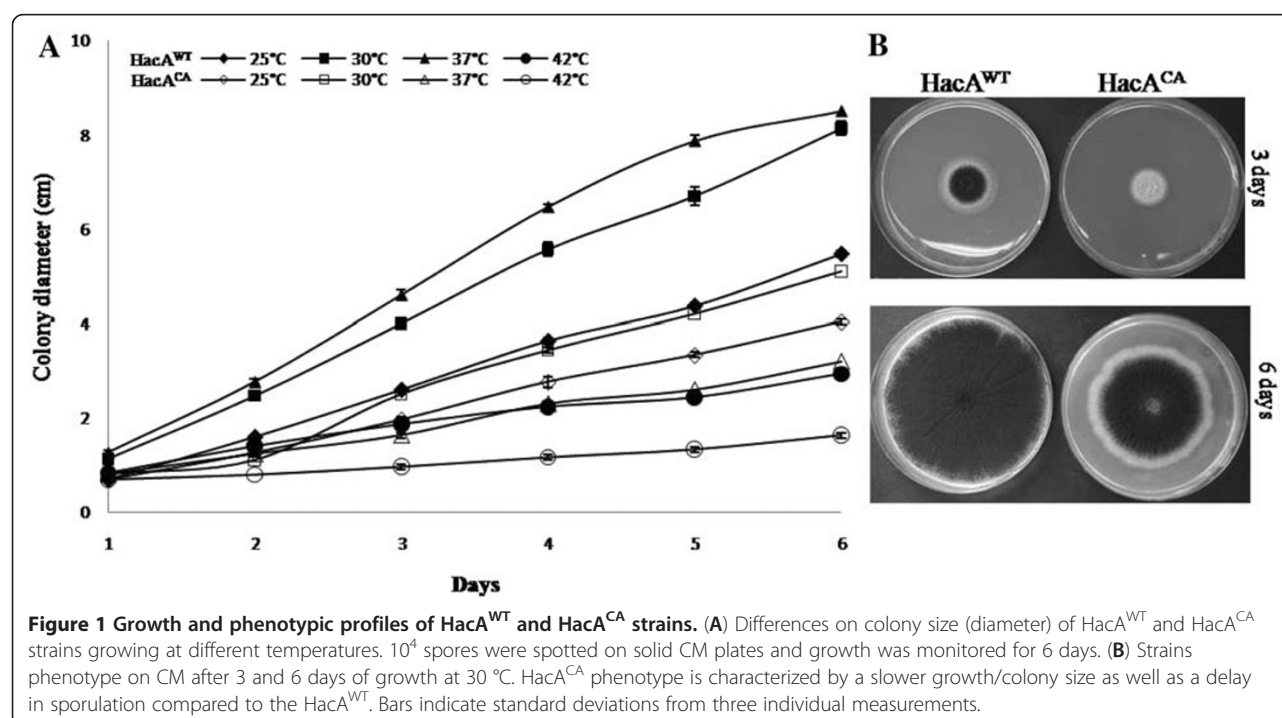 A
10
8
6
4
2
0
HacA^WT 25°C 30°C 37°C 42°C
HacA^CA 25°C 30°C 37°C 42°C
Colony diameter (cm)
1 2 3 4 5 6
Days
B
HacA^WT HacA^CA
3 days
6 days
Figure 1 Growth and phenotypic profiles of HacA^WT and HacA^CA strains. (A) Differences on colony size (diameter) of HacA^WT and HacA^CA
strains growing at different temperatures. 10^4 spores were spotted on solid CM plates and growth was monitored for 6 days. (B) Strains
phenotype on CM after 3 and 6 days of growth at 30 °C. HacA^CA phenotype is characterized by a slower growth/colony size as well as a delay
in sporulation compared to the HacA^WT. Bars indicate standard deviations from three individual measurements.